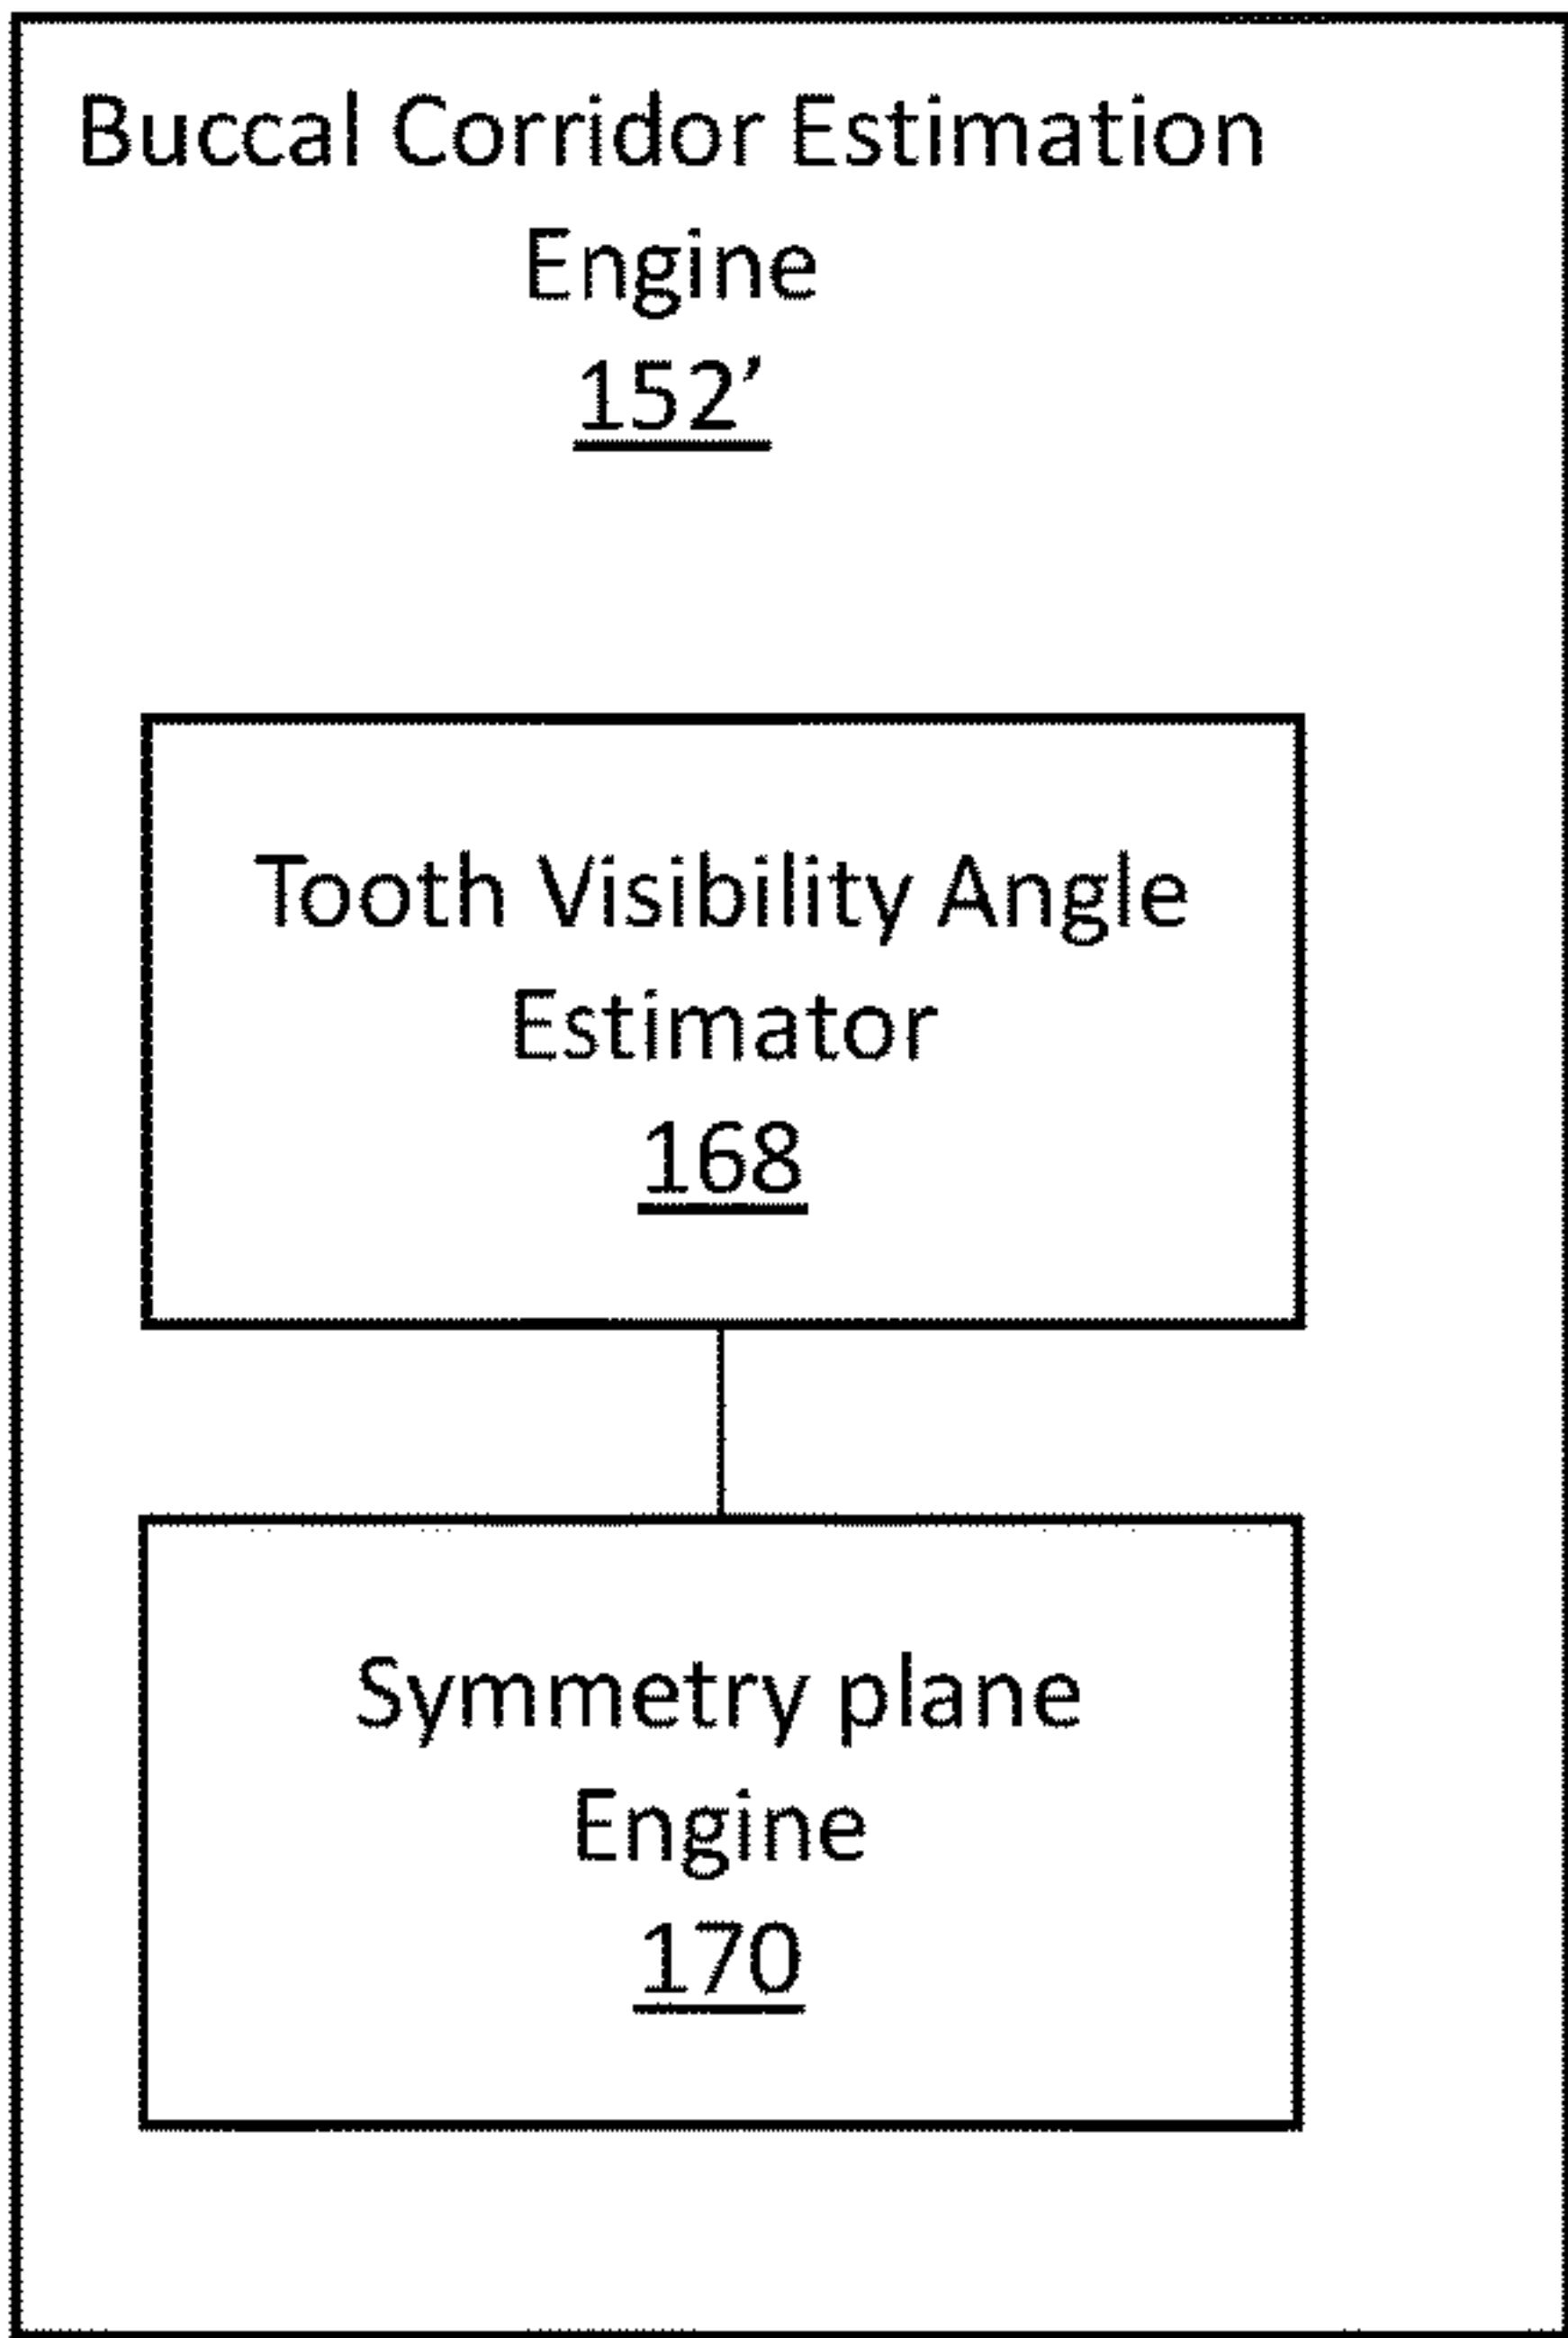 Buccal Corridor Estimation
Engine
152’
Tooth Visibility Angle
Estimator
168
Symmetry plane
Engine
170